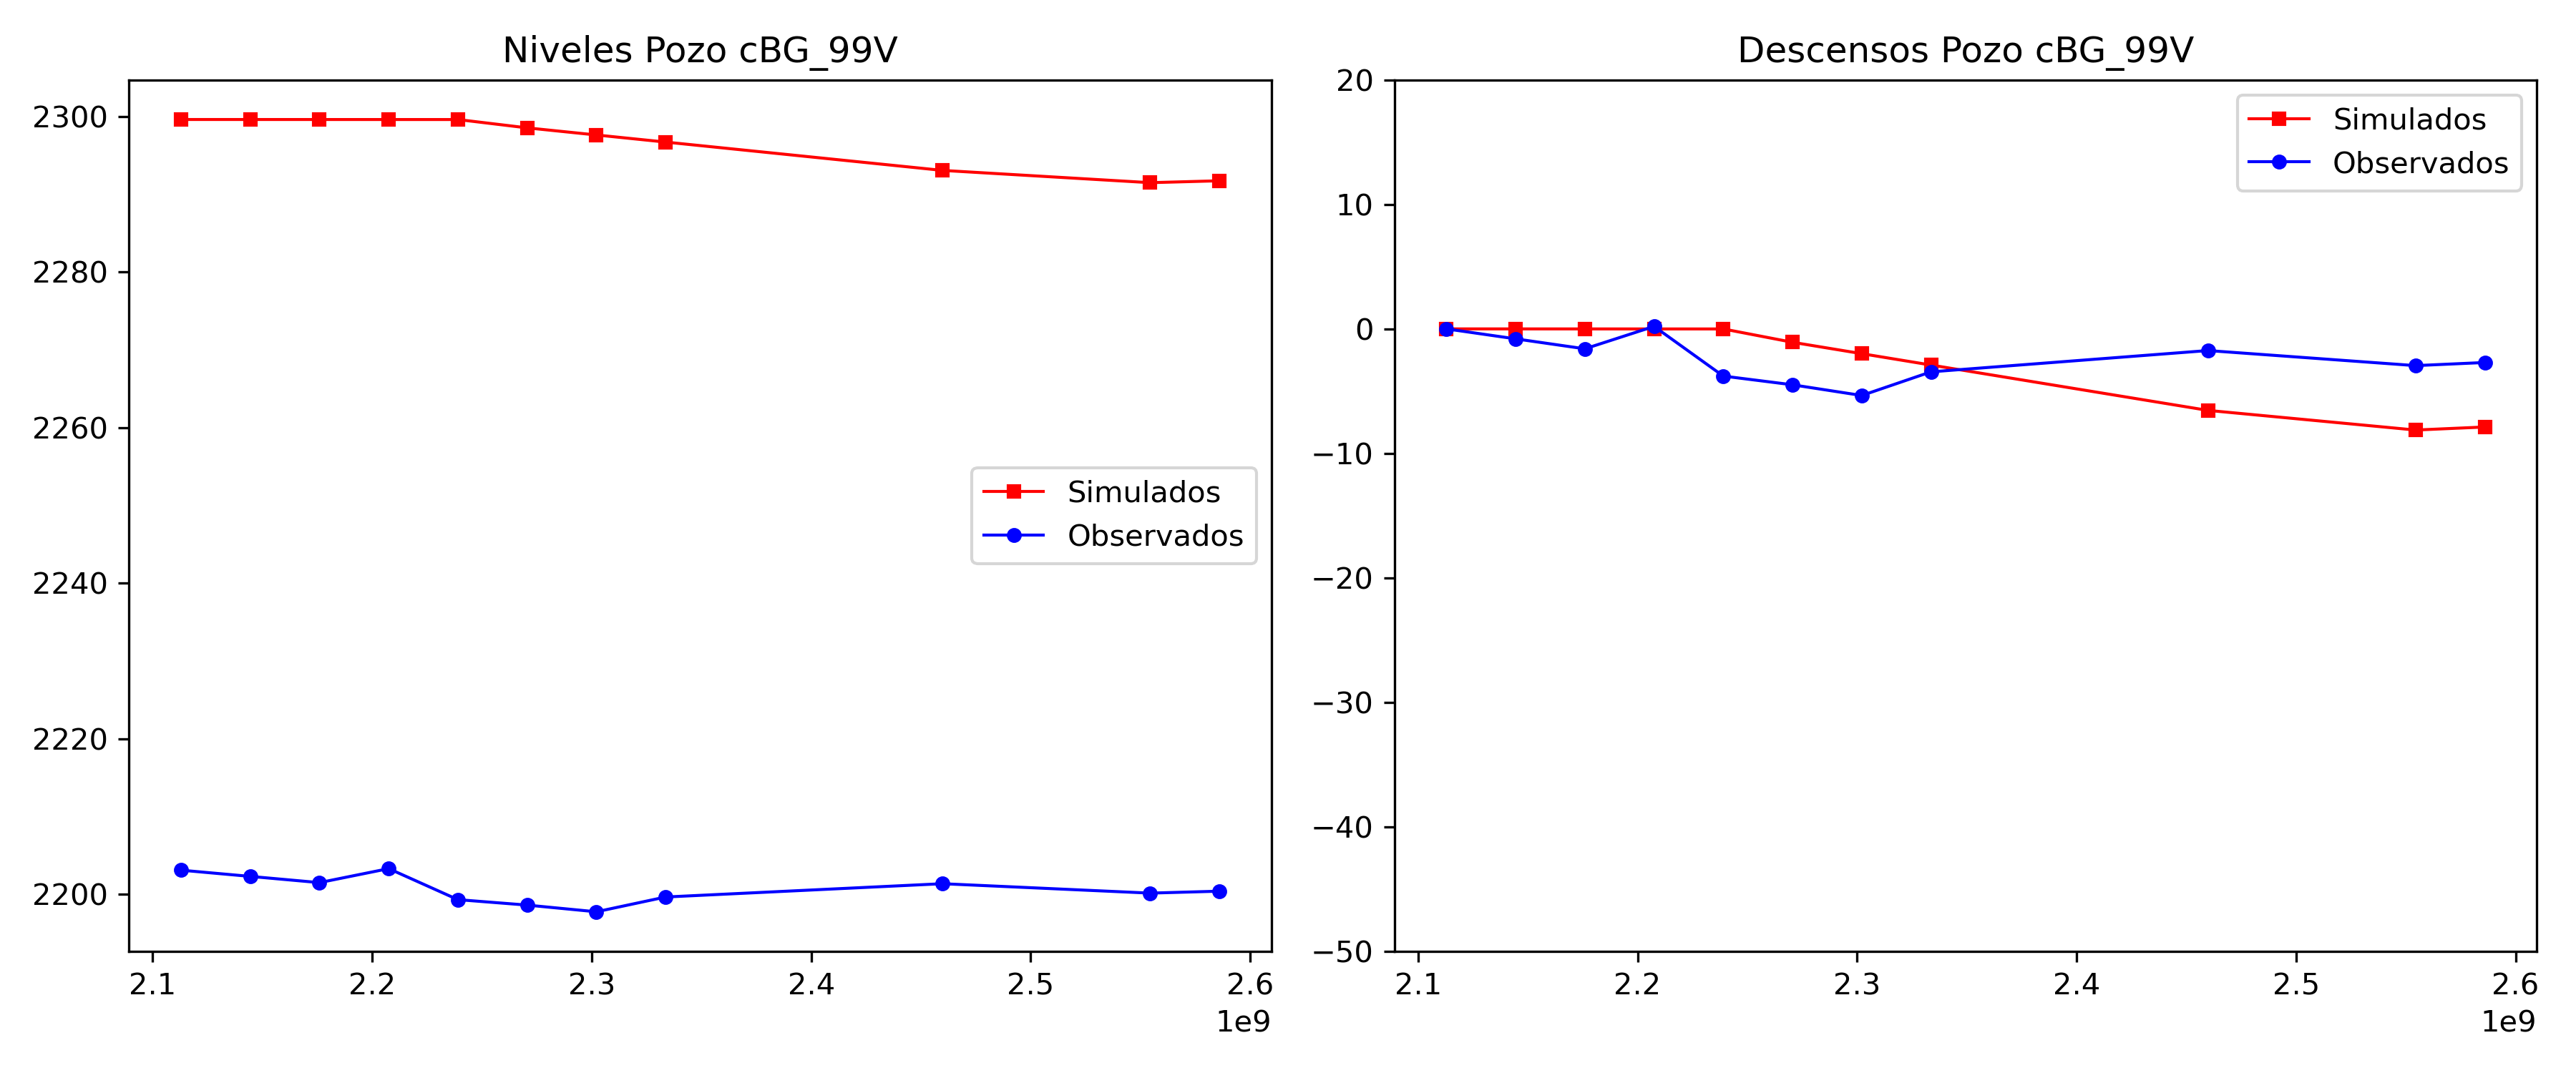 Niveles Pozo cBG_99V
2300
2280
2260
2240
2220
2200
Simulados
Observados
2.1 2.2 2.3 2.4 2.5 2.6
1e9
Descensos Pozo cBG_99V
20
10
0
−10
−20
−30
−40
−50
Simulados
Observados
2.1 2.2 2.3 2.4 2.5 2.6
1e9